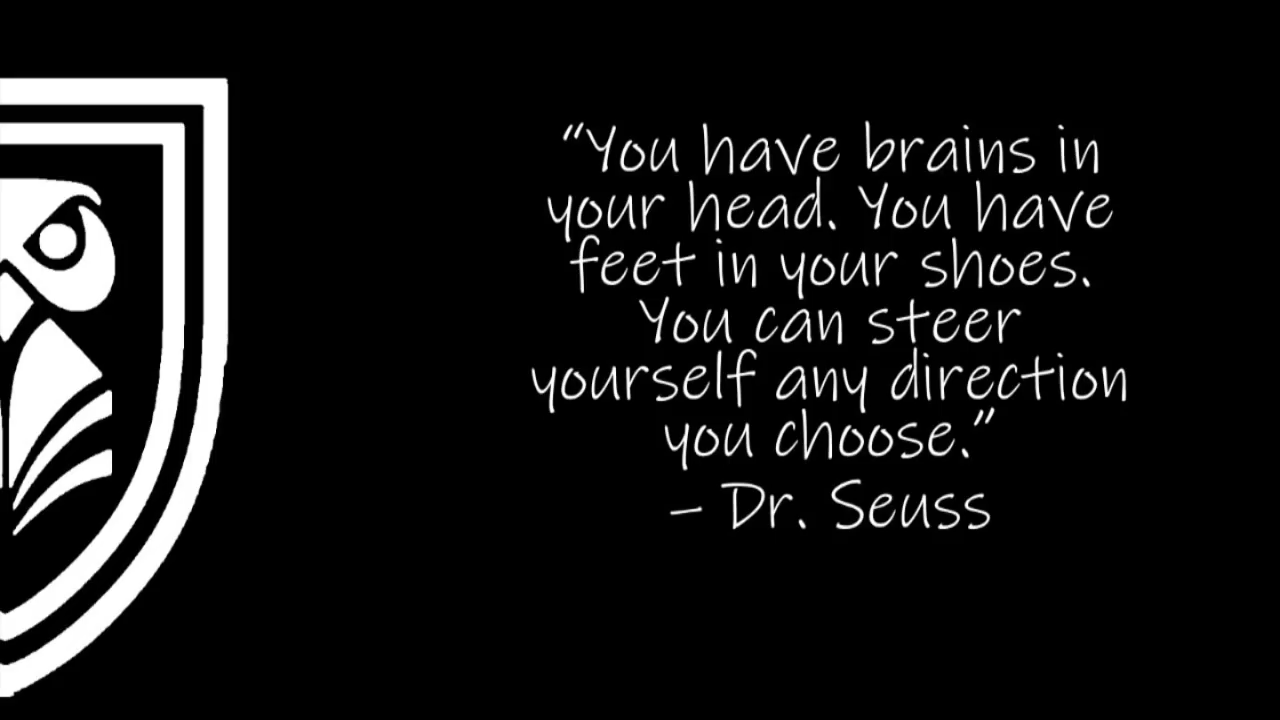 “You have brains in
your head. You have
feet in your shoes.
You can steer
yourself any direction
you choose.”
– Dr. Seuss